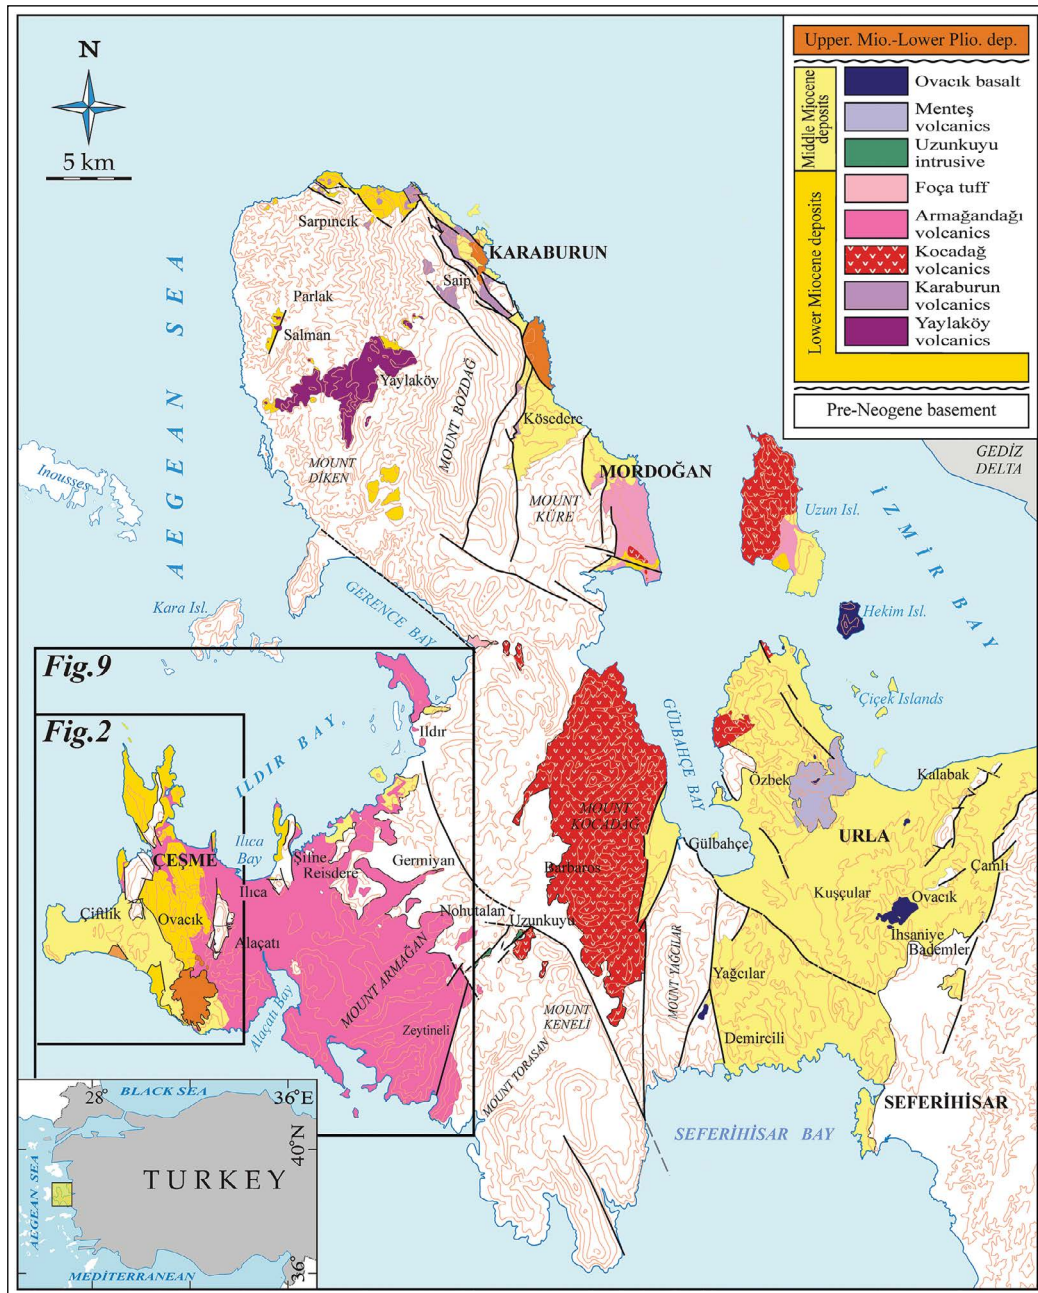 N
5 km
Upper. Mio.-Lower Plio. dep.
Middle Miocene
deposits
Lower Miocene deposits
Ovacık basalt
Menteş
volcanics
Uzunkuyu
intrusive
Foça tuff
Armağandağı
volcanics
Kocadağ
volcanics
Karaburun
volcanics
Yaylaköy
volcanics
Pre-Neogene basement
GEDİZ
DELTA
AEGEAN SEA
Sarpıncık
KARABURUN
Saip
Parlak
Salman
Yaylaköy
MOUNT BOZDAĞ
Kösedere
MOUNT
DİKEN
MORDOĞAN
MOUNT
KÜRE
Inousses
Uzun Isl.
İZMİR BAY
Hekim Isl.
Kara Isl.
GERENCE BAY
Çiçek Islands
Fig.9
Fig.2
ILDIR BAY
Ildır
GÜLBAHÇE BAY
Özbek
Kalabak
MOUNT
KOCADAĞ
URLA
Ilıca
Bay
ÇEŞME
Şifne
Reisdere
Germiyan
Barbaros
Gülbahçe
Çamlı
Ilıca
Kuşçular
Ovacık
Çiftlik
Ovacık
Nohutalan
Uzunkuyu
İhsaniye
Bademler
Alaçatı
MOUNT ARMAĞAN
MOUNT YAĞCILAR
Yağcılar
Alaçatı Bay
Zeytineli
MOUNT
KENELİ
Demircili
MOUNT TORASAN
SEFERİHİSAR
SEFERİHİSAR BAY
28°
BLACK SEA
36°E
40°N
AEGEAN SEA
TURKEY
MEDİTERRANEAN
36°